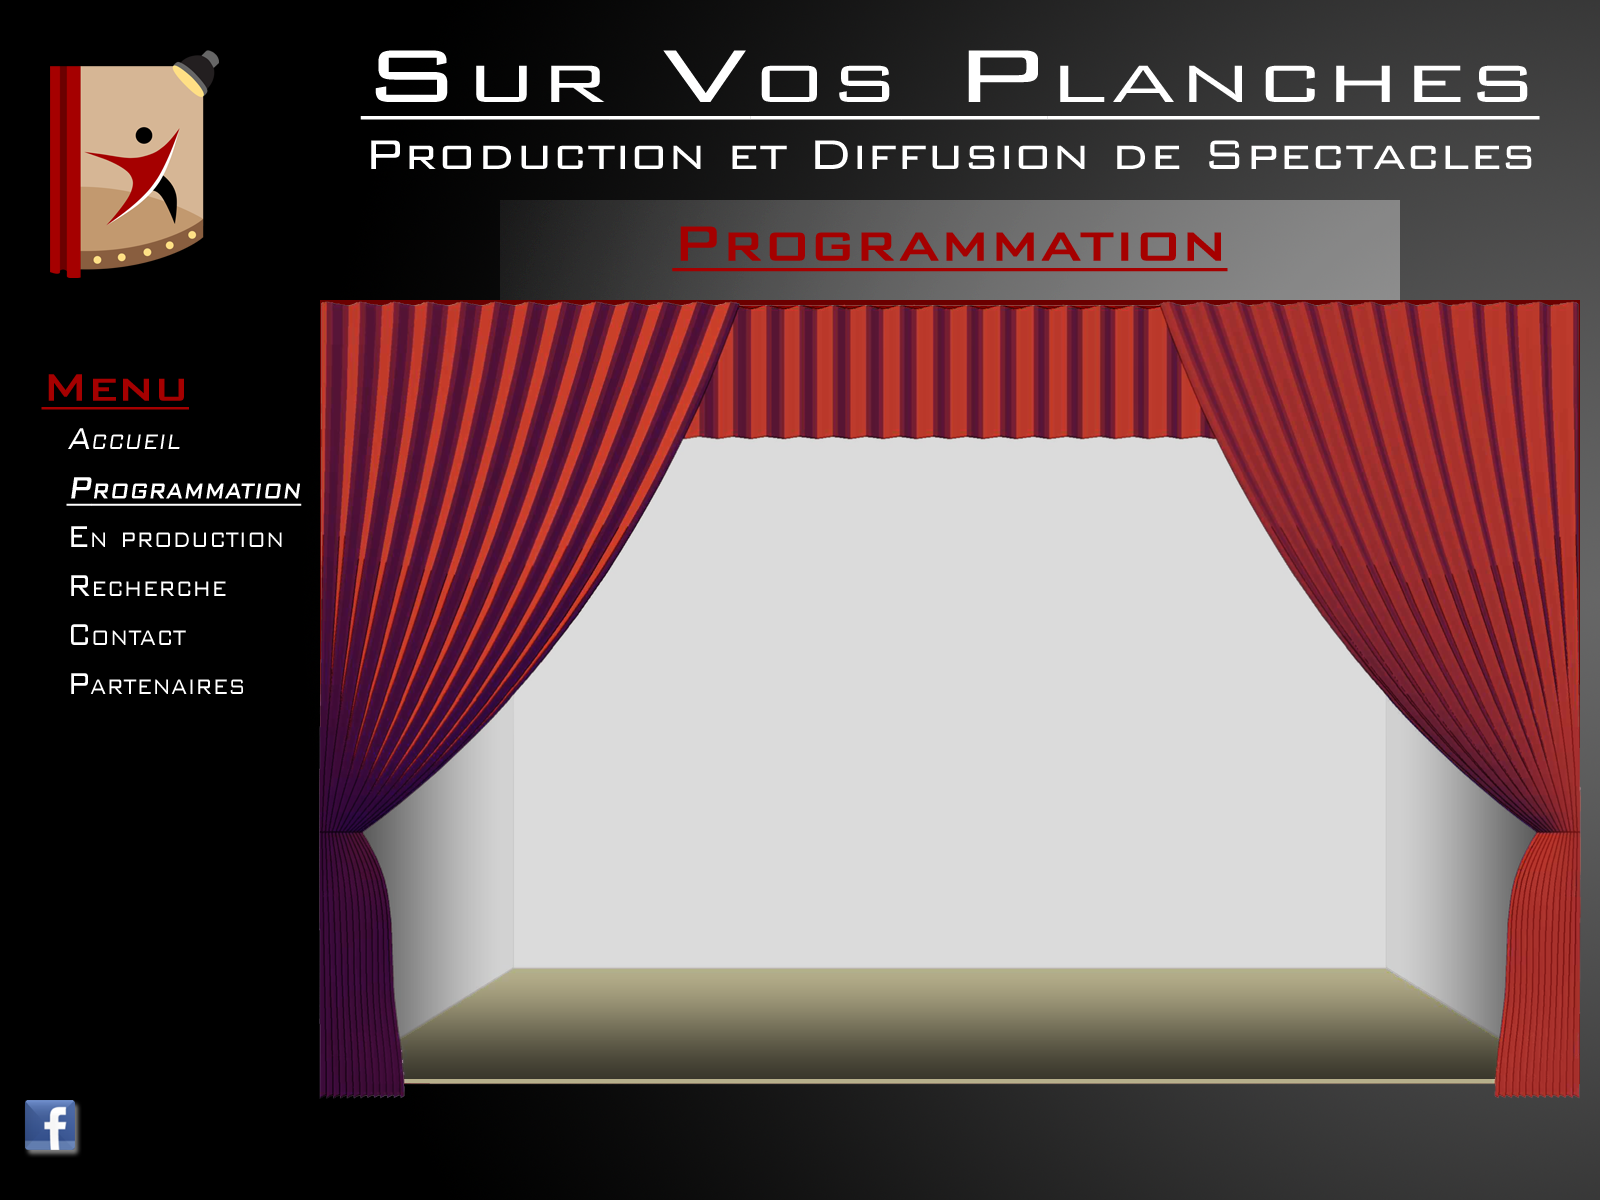 Sur Vos Planches
Production et Diffusion de Spectacles
Programmation
Menu
Accueil
Programmation
En production
Recherche
Contact
Partenaires
f